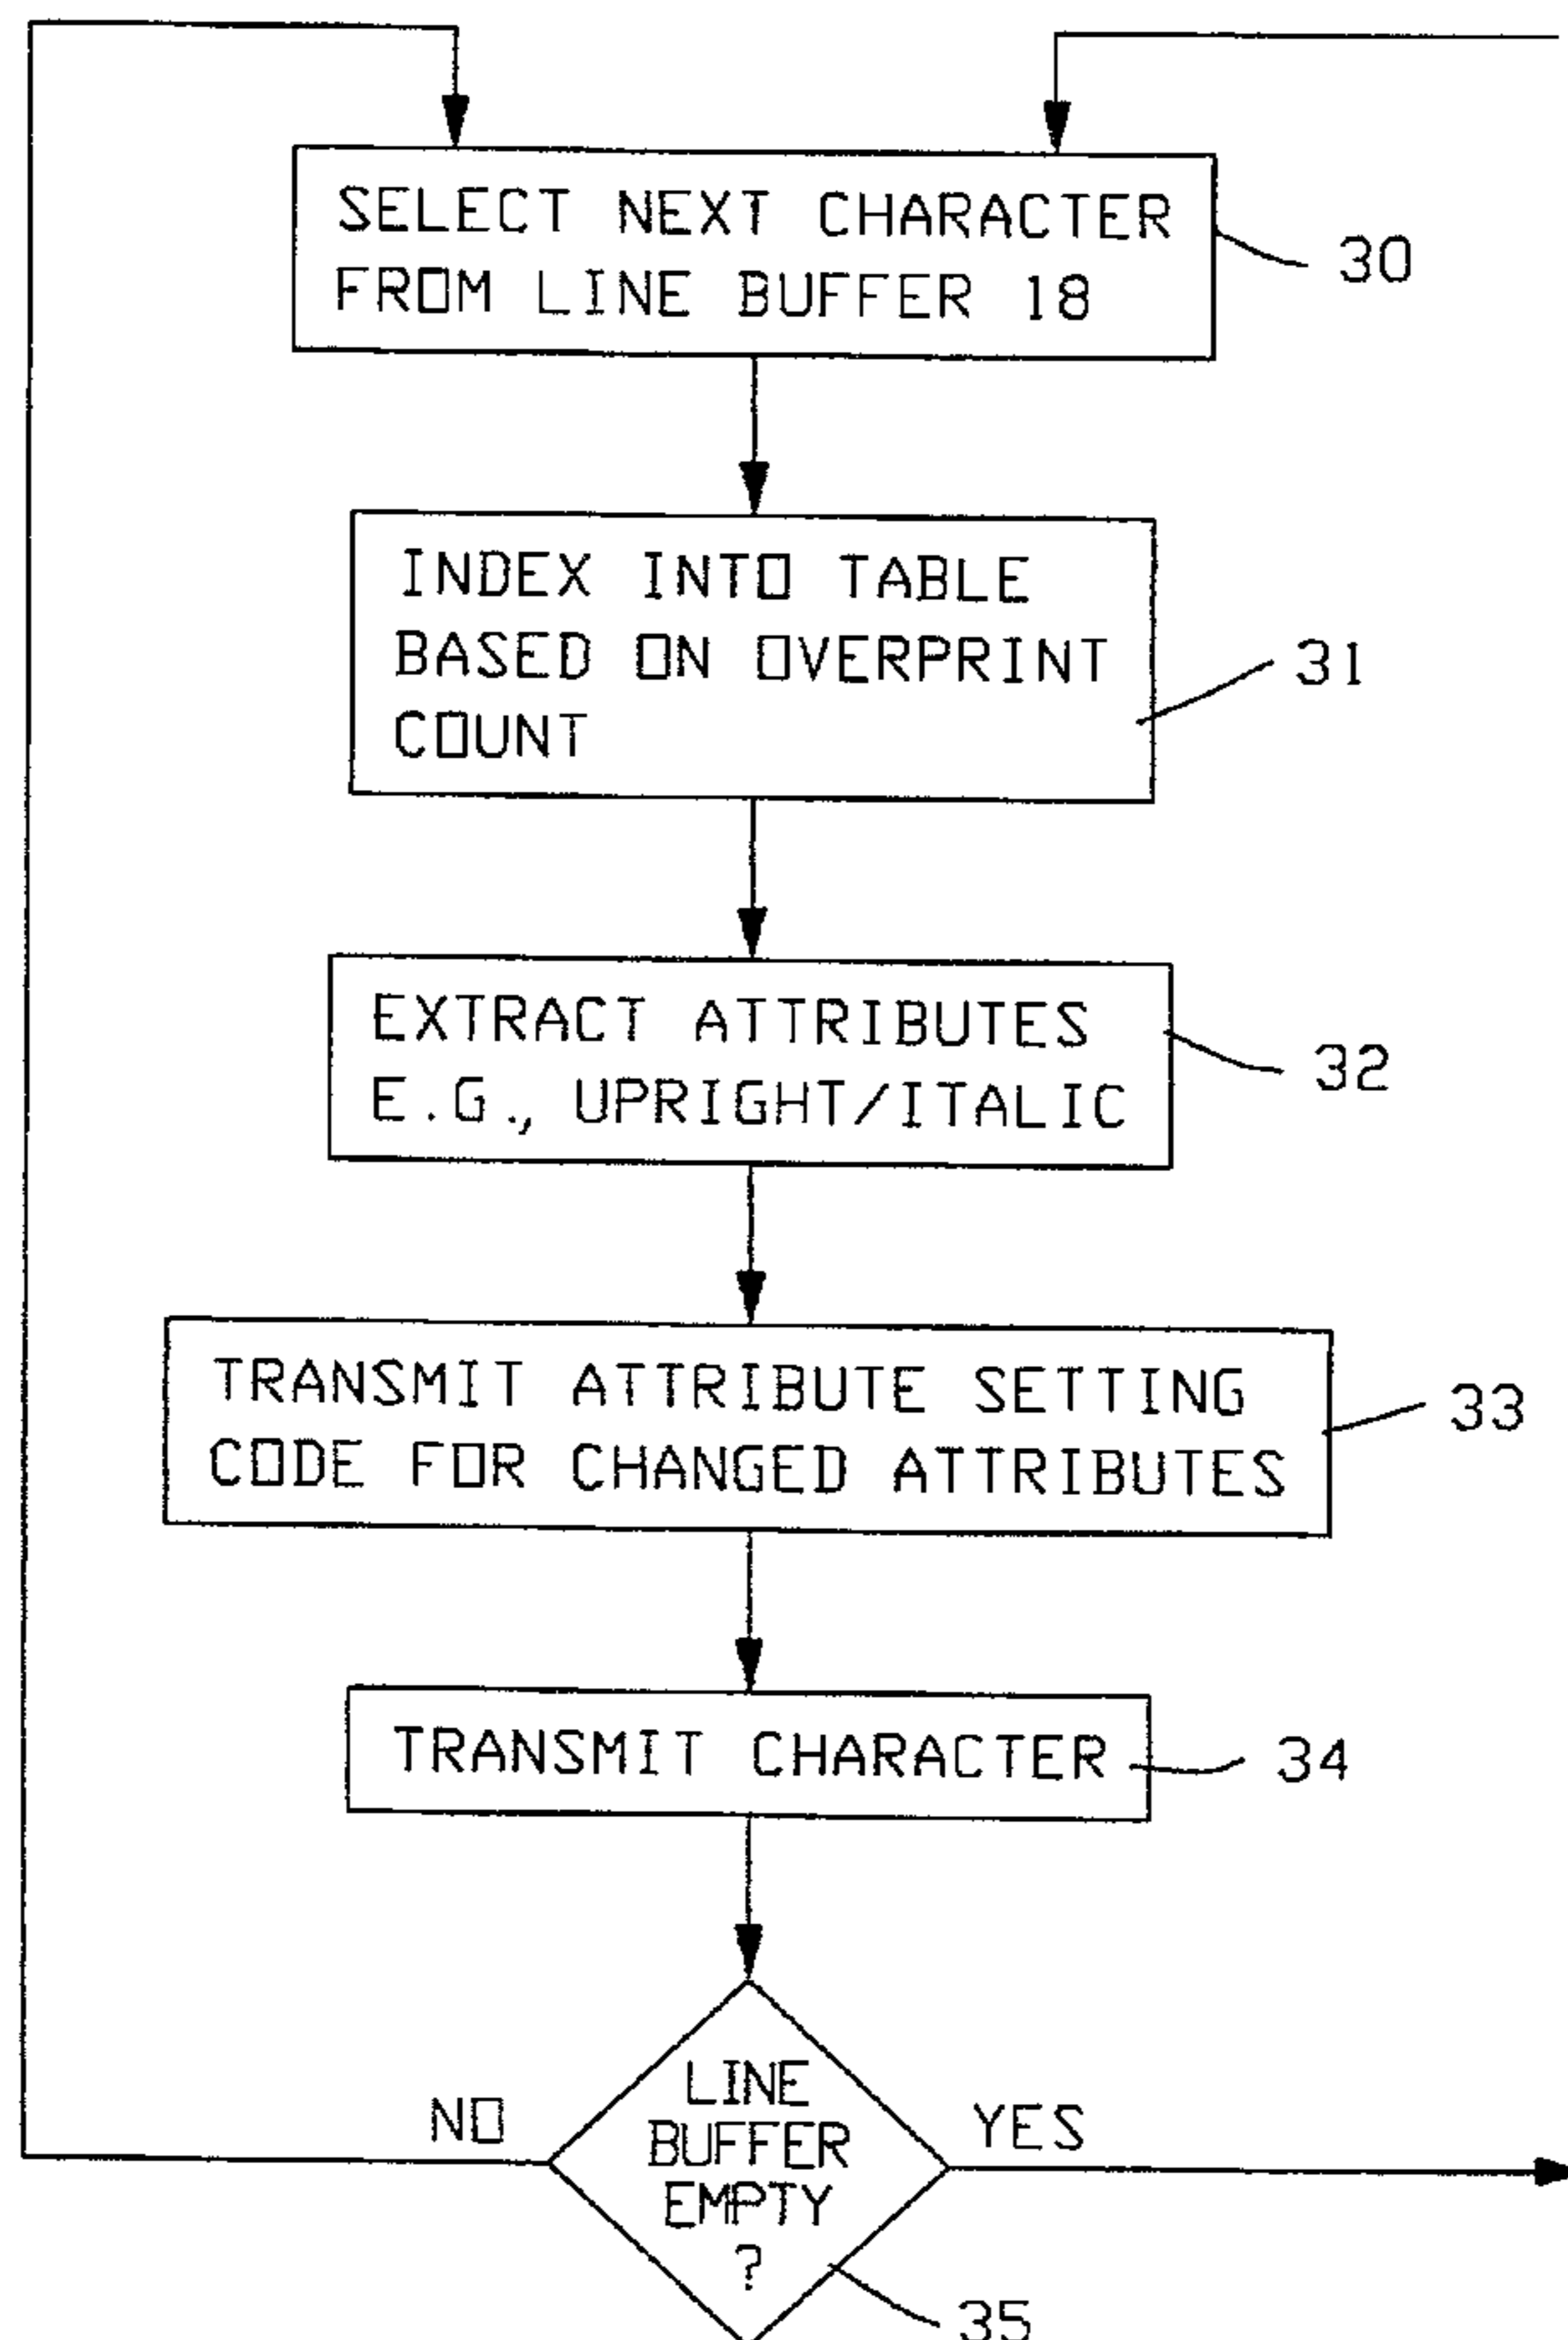 SELECT NEXT CHARACTER
FROM LINE BUFFER 18
30
INDEX INTO TABLE
BASED ON OVERPRINT
COUNT
31
EXTRACT ATTRIBUTES
E.G., UPRIGHT/ITALIC
32
TRANSMIT ATTRIBUTE SETTING
CODE FOR CHANGED ATTRIBUTES
33
TRANSMIT CHARACTER
34
NO
LINE
BUFFER
EMPTY
?
YES
35